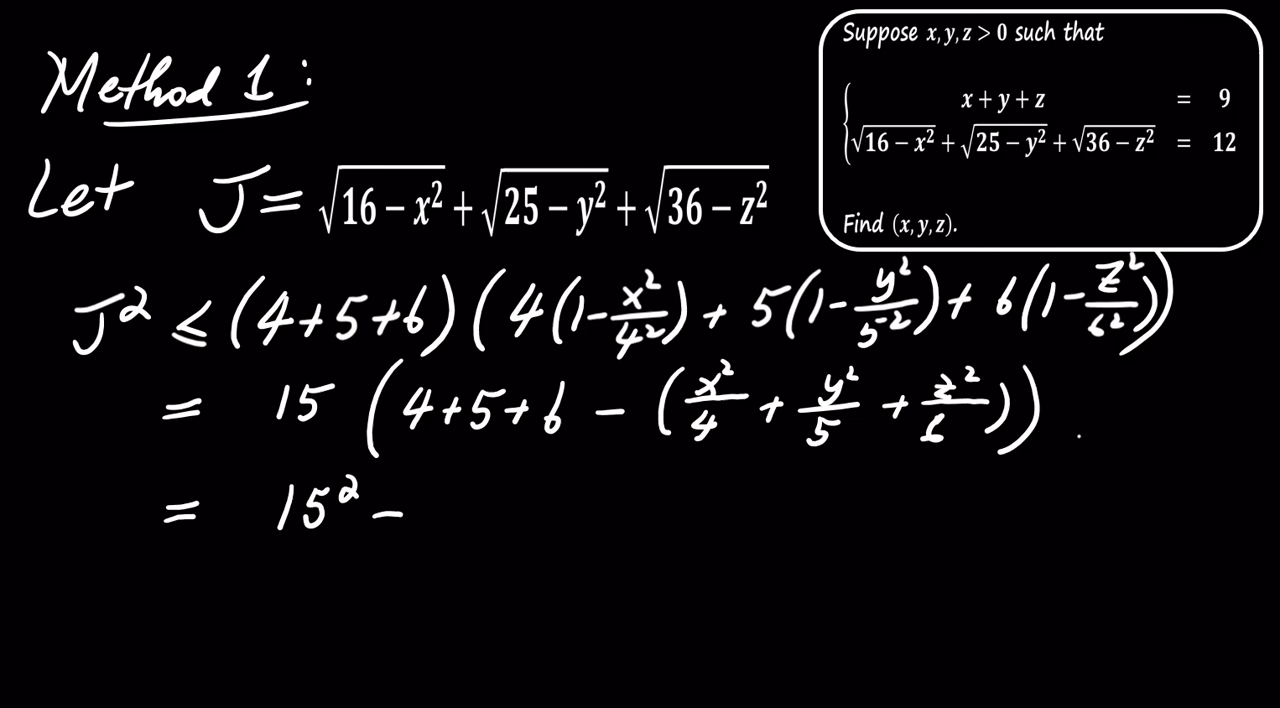 Method 1:
Suppose x, y, z > 0 such that
{ x + y + z = 9
√(16 − x²) + √(25 − y²) + √(36 − z²) = 12
Find (x, y, z).
Let J = √(16 − x²) + √(25 − y²) + √(36 − z²)
J² ≤ (4+5+6)(4(1 − x²/4²) + 5(1 − y²/5²) + 6(1 − z²/6²))
= 15 (4+5+6 − (x²/4 + y²/5 + z²/6))
= 15² −